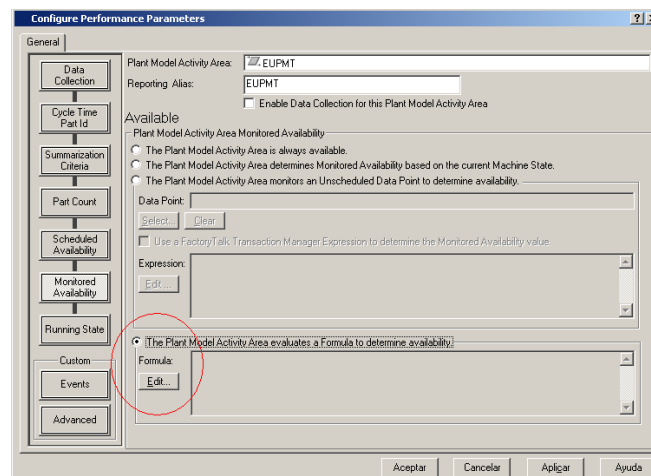 Configure Performance Parameters
General
Data Collection
Cycle Time Part Id
Summarization Criteria
Part Count
Scheduled Availability
Monitored Availability
Running State
Custom
Events
Advanced
Plant Model Activity Area: EUPMT
Reporting Alias: EUPMT
Enable Data Collection for this Plant Model Activity Area
Available
Plant Model Activity Area Monitored Availability
The Plant Model Activity Area is always available.
The Plant Model Activity Area determines Monitored Availability based on the current Machine State.
The Plant Model Activity Area monitors an Unscheduled Data Point to determine availability.
Data Point:
Select... Clear
Use a FactoryTalk Transaction Manager Expression to determine the Monitored Availability value.
Expression:
Edit ...
The Plant Model Activity Area evaluates a Formula to determine availability.
Formula:
Edit...
Aceptar Cancelar Aplicar Ayuda